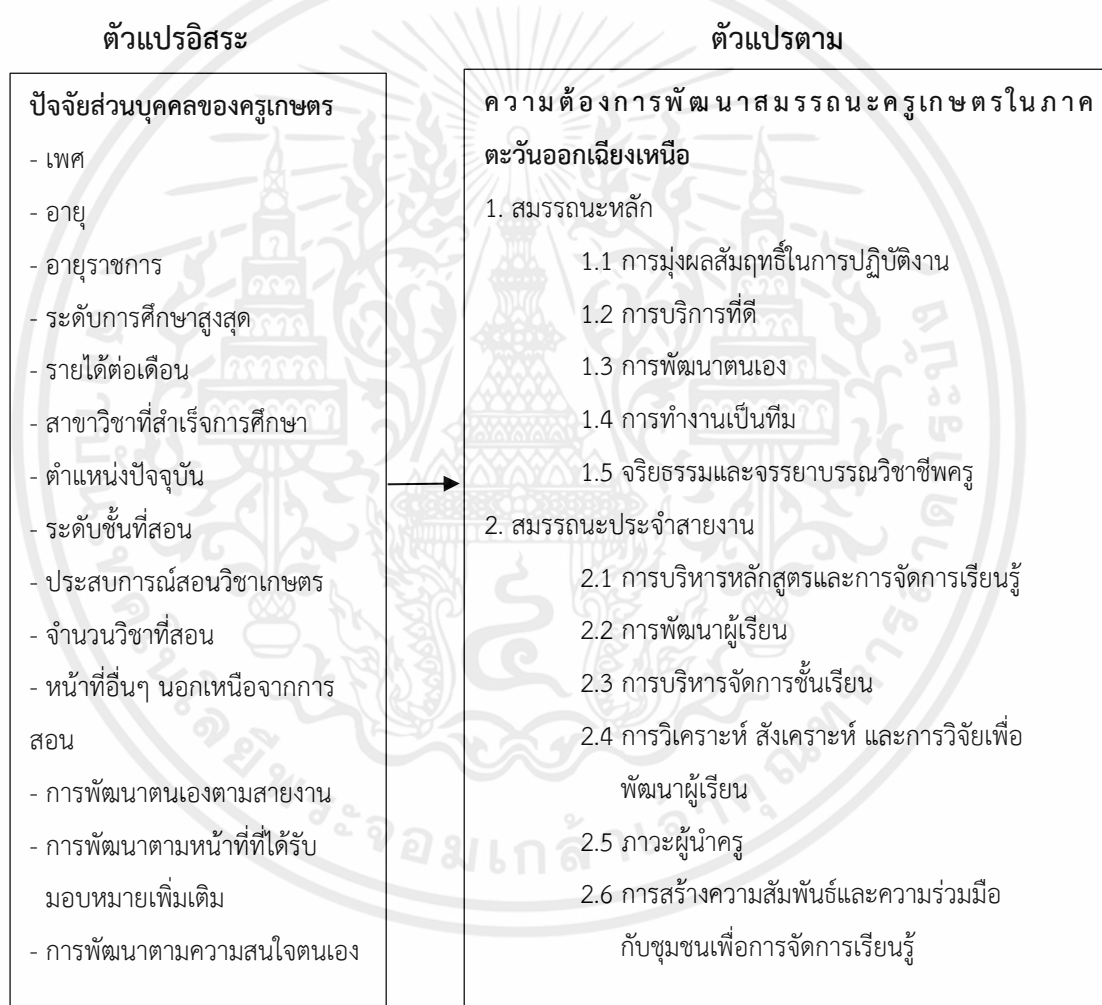 ตัวแปรอิสระ
ปัจจัยส่วนบุคคลของครูเกษตร
- เพศ
- อายุ
- อายุราชการ
- ระดับการศึกษาสูงสุด
- รายได้ต่อเดือน
- สาขาวิชาที่สำเร็จการศึกษา
- ตำแหน่งปัจจุบัน
- ระดับชั้นที่สอน
- ประสบการณ์สอนวิชาเกษตร
- จำนวนวิชาที่สอน
- หน้าที่อื่นๆ นอกเหนือจากการ
สอน
- การพัฒนาตนเองตามสายงาน
- การพัฒนาตามหน้าที่ที่ได้รับ
มอบหมายเพิ่มเติม
- การพัฒนาตามความสนใจตนเอง
ตัวแปรตาม
ความต้องการพัฒนาสมรรถนะครูเกษตรในภาค
ตะวันออกเฉียงเหนือ
1. สมรรถนะหลัก
1.1 การมุ่งผลสัมฤทธิ์ในการปฏิบัติงาน
1.2 การบริการที่ดี
1.3 การพัฒนาตนเอง
1.4 การทำงานเป็นทีม
1.5 จริยธรรมและจรรยาบรรณวิชาชีพครู
2. สมรรถนะประจำสายงาน
2.1 การบริหารหลักสูตรและการจัดการเรียนรู้
2.2 การพัฒนาผู้เรียน
2.3 การบริหารจัดการชั้นเรียน
2.4 การวิเคราะห์ สังเคราะห์ และการวิจัยเพื่อ
พัฒนาผู้เรียน
2.5 ภาวะผู้นำครู
2.6 การสร้างความสัมพันธ์และความร่วมมือ
กับชุมชนเพื่อการจัดการเรียนรู้